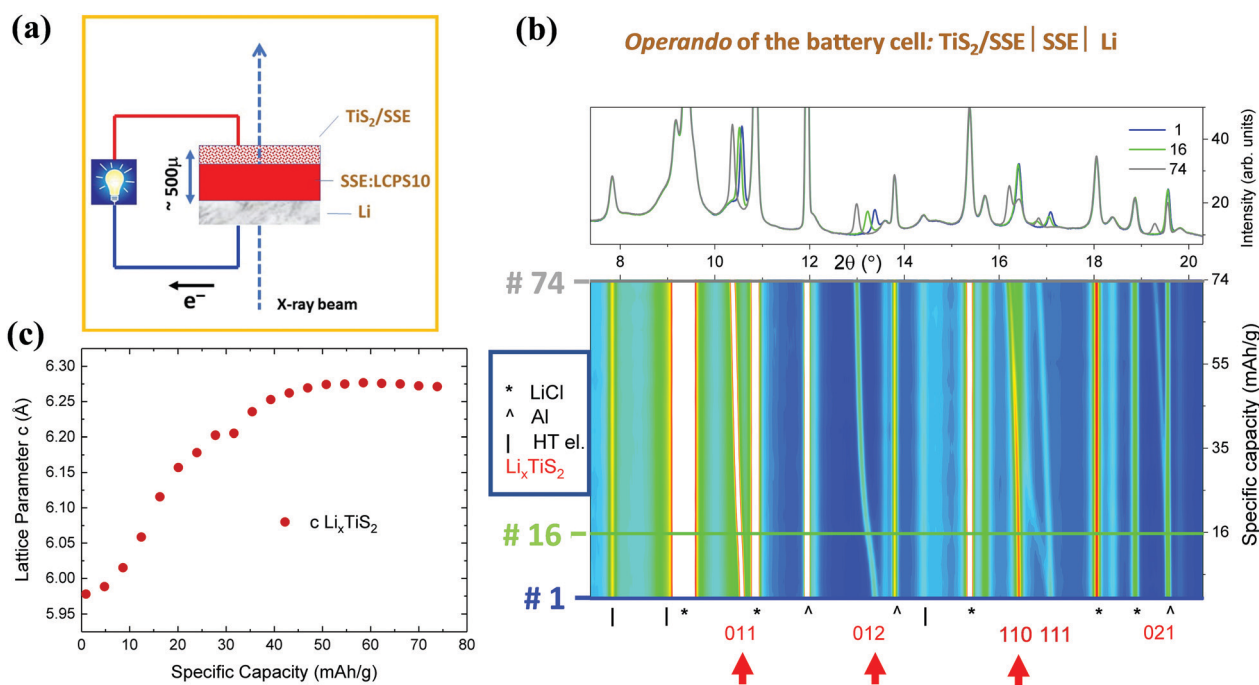 (a)
TiS₂/SSE
~ 500μ
SSE:LCPS10
Li
e⁻
X-ray beam
(b)
Operando of the battery cell: TiS₂/SSE | SSE | Li
1
16
74
40
20
Intensity (arb. units)
8 10 12 14 16 18 20
2θ (°)
# 74
# 16
# 1
* LiCl
^ Al
| HT el.
LiₓTiS₂
74
55
35
16
Specific capacity (mAh/g)
| | * * ^ ^ | * * * ^
011 012 110 111 021
(c)
6.30
6.25
6.20
6.15
6.10
6.05
6.00
5.95
Lattice Parameter c (Å)
c LiₓTiS₂
0 10 20 30 40 50 60 70 80
Specific Capacity (mAh/g)